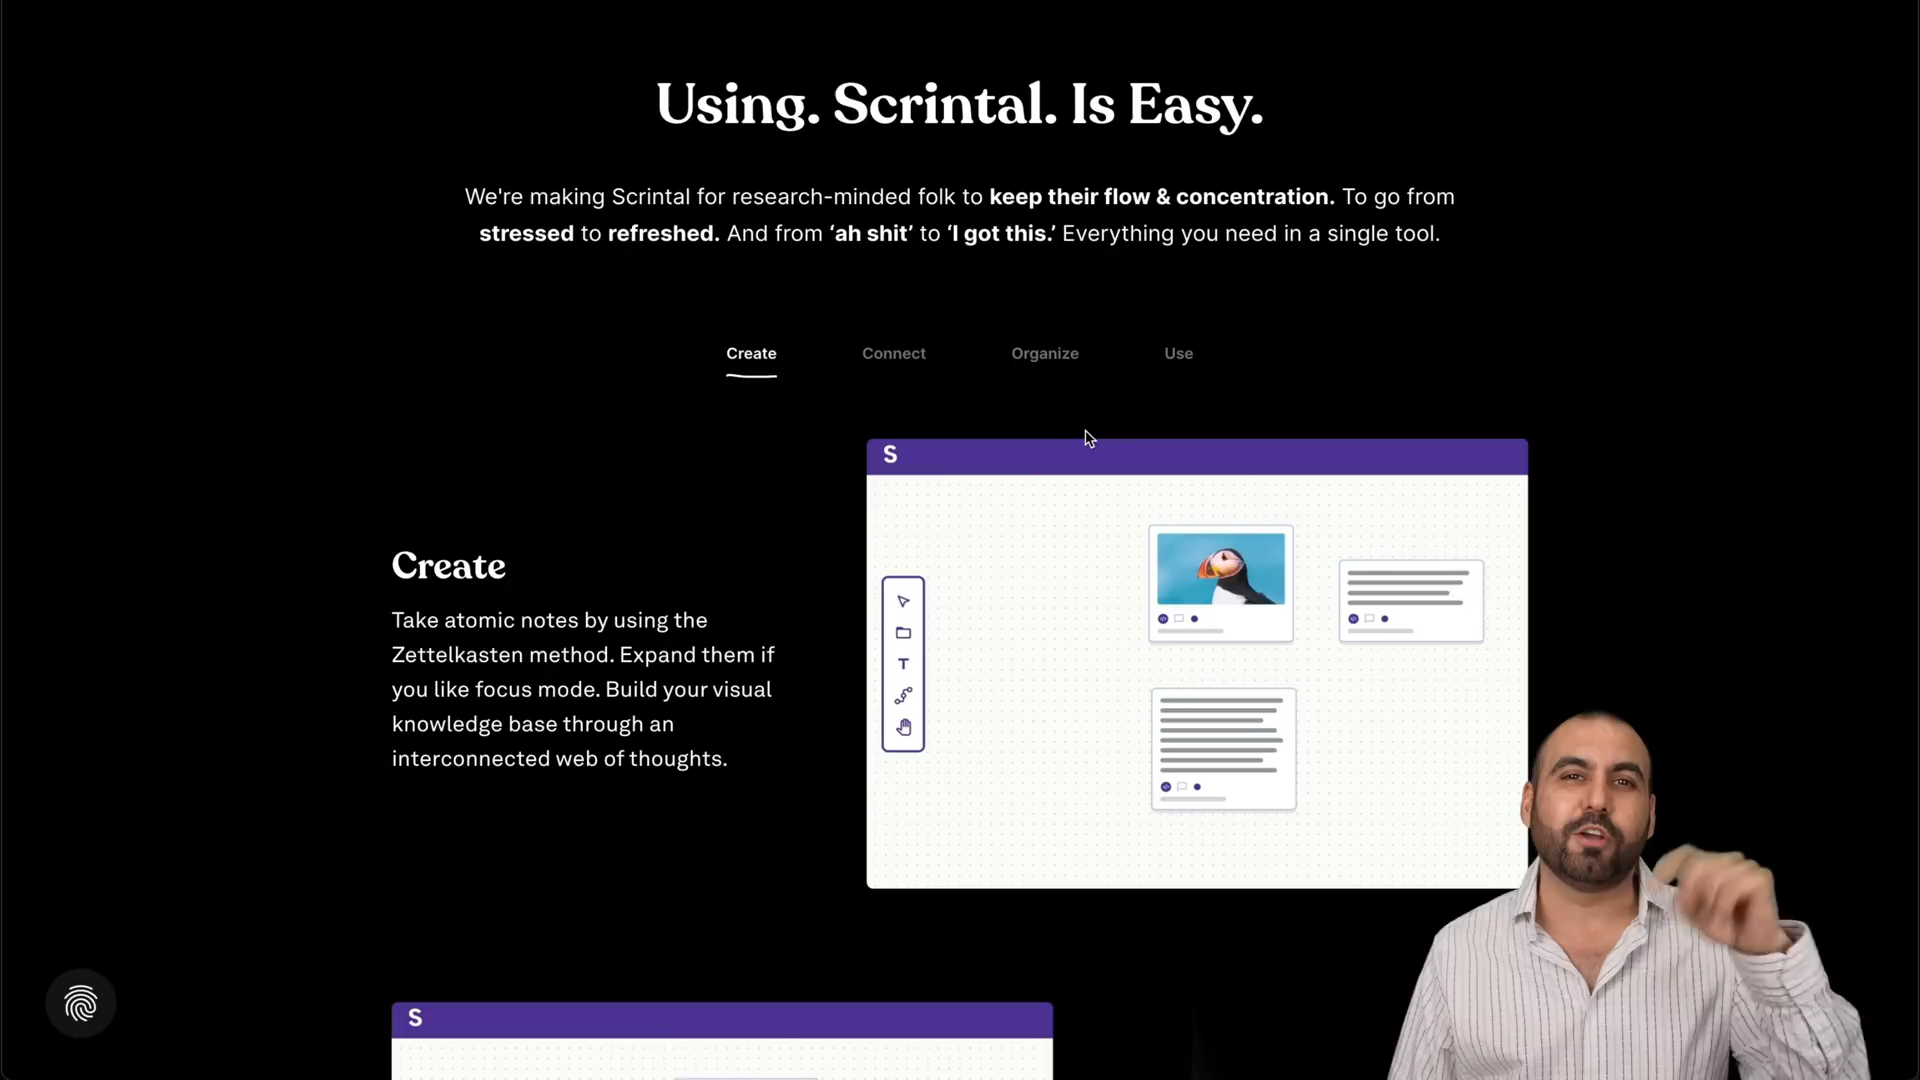 Using. Scrintal. Is Easy.
We're making Scrintal for research-minded folk to keep their flow & concentration. To go from
stressed to refreshed. And from ‘ah shit’ to ‘I got this.’ Everything you need in a single tool.
Create Connect Organize Use
S
Create
Take atomic notes by using the
Zettelkasten method. Expand them if
you like focus mode. Build your visual
knowledge base through an
interconnected web of thoughts.
T
S